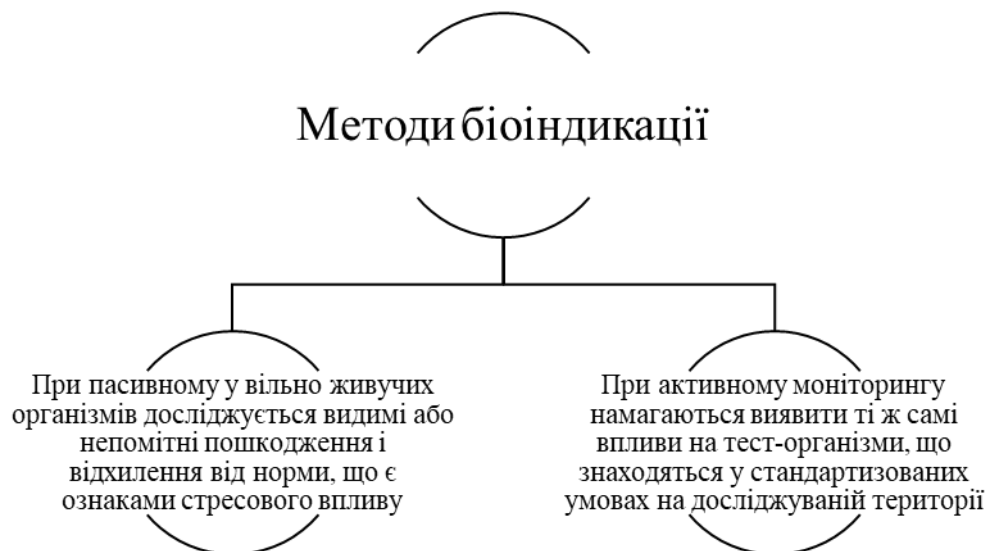 Методи біоіндикації
При пасивному у вільно живучих
організмів досліджується видимі або
непомітні пошкодження і
відхилення від норми, що є
ознаками стресового впливу
При активному моніторингу
намагаються виявити ті ж самі
впливи на тест-організми, що
знаходяться у стандартизованих
умовах на досліджуваній території